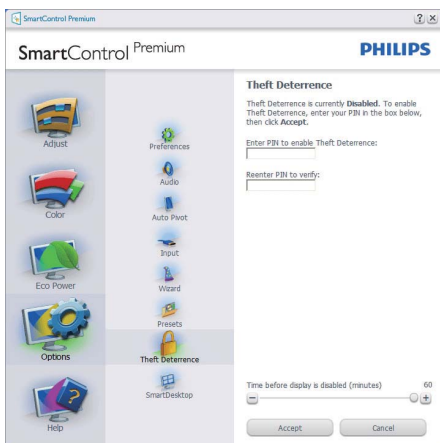 SmartControl Premium
SmartControl Premium
PHILIPS
Adjust
Color
Eco Power
Options
Help
Preferences
Audio
Auto Pivot
Input
Wizard
Presets
Theft Deterrence
SmartDesktop
Theft Deterrence
Theft Deterrence is currently Disabled. To enable
Theft Deterrence, enter your PIN in the box below,
then click Accept.
Enter PIN to enable Theft Deterrence:
Reenter PIN to verify:
Time before display is disabled (minutes) 60
Accept Cancel